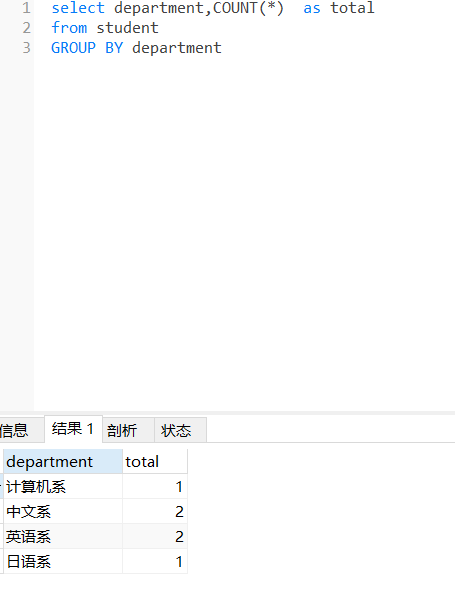 1 select department,COUNT(*)  as total
2 from student
3 GROUP BY department
信息 结果 1 剖析 状态
department total
计算机系 1
中文系 2
英语系 2
日语系 1